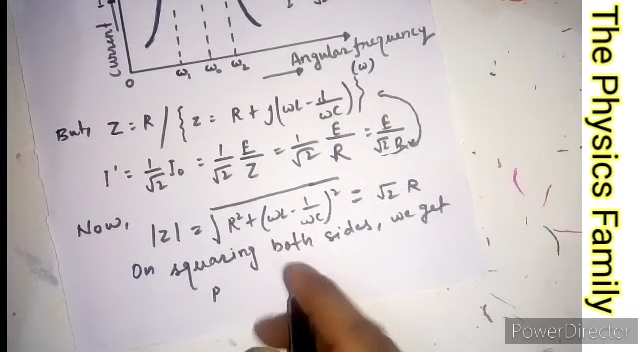 current
I
0
ω₁ ω₀ ω₂
Angular frequency
(ω)
But, Z = R / { z = R + j(ωL - 1/ωC) }
I' = 1/√2 I₀ = 1/√2 E/Z = 1/√2 E/R = E/√2 R
Now, |z| = √R² + (ωL - 1/ωC)² = √2 R
On squaring both sides, we get
P
The Physics Family
PowerDirector